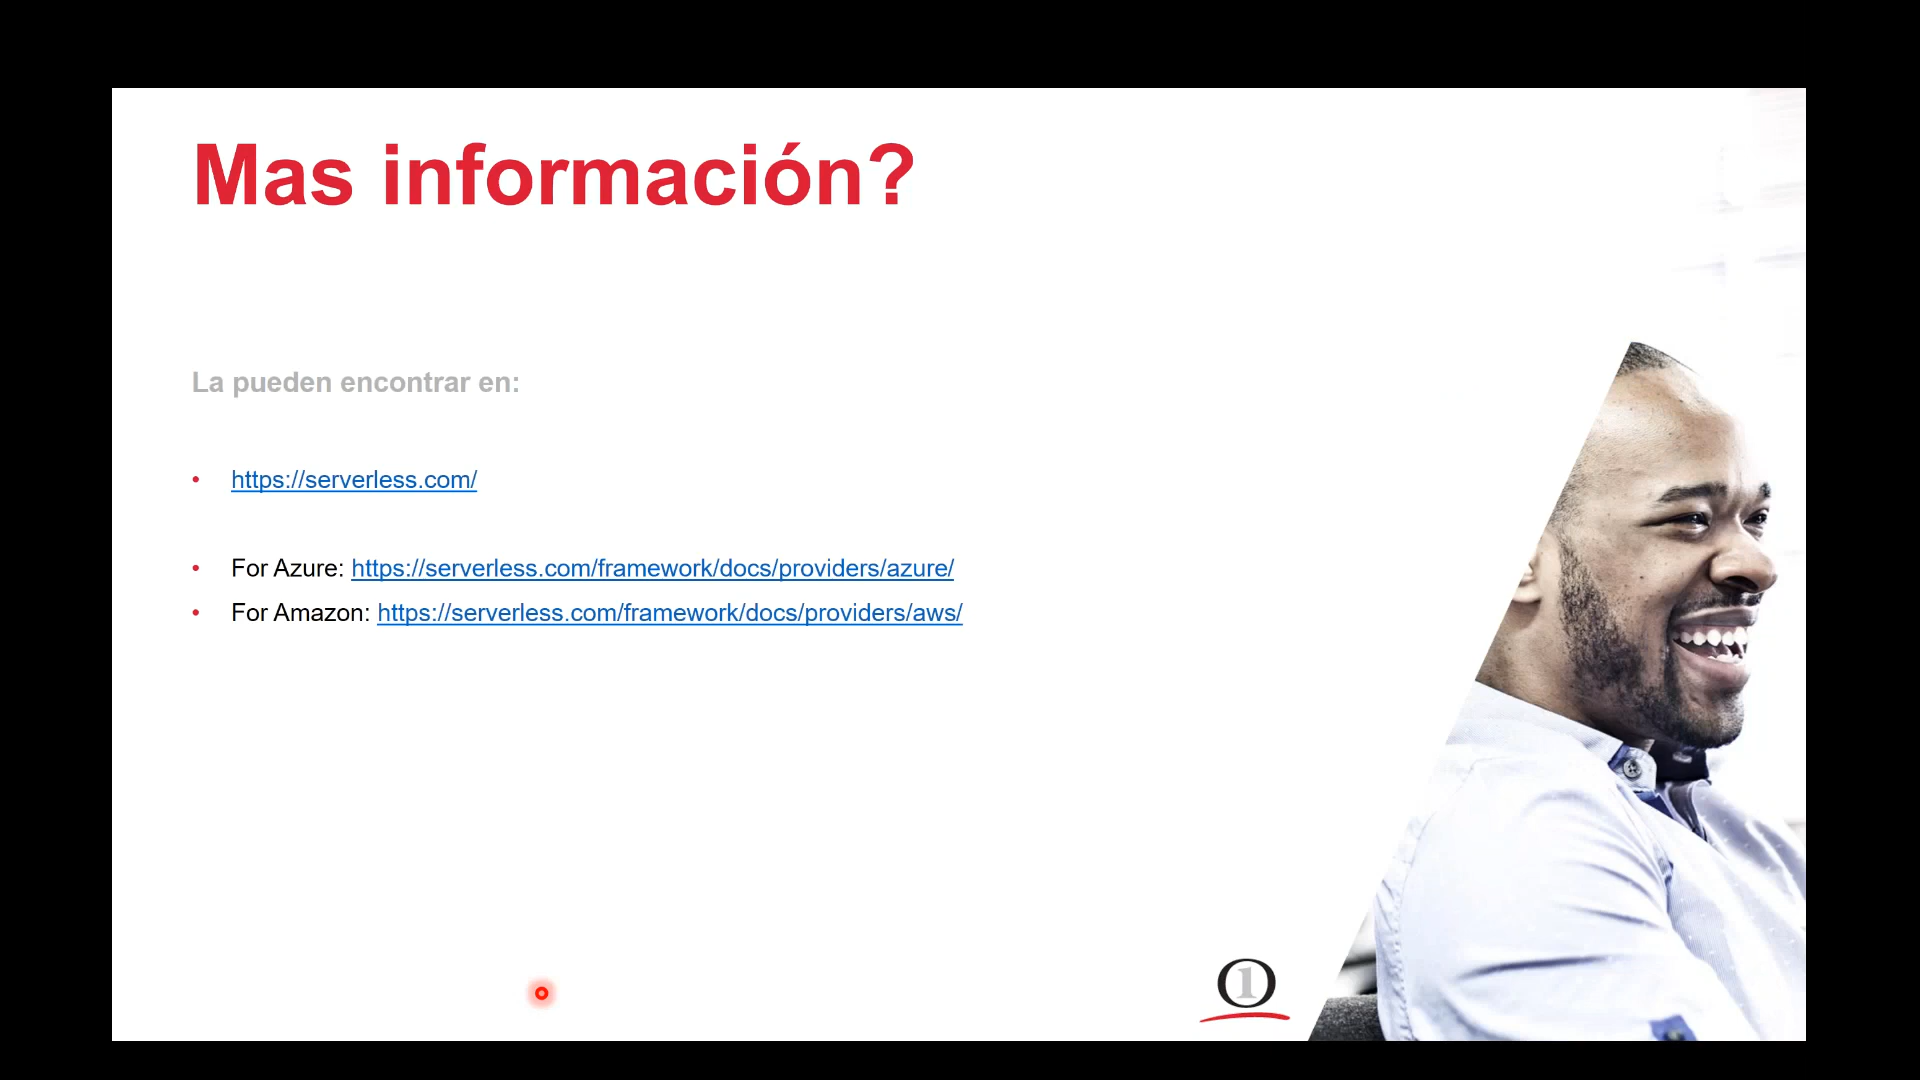 Mas información?
La pueden encontrar en:
• https://serverless.com/
• For Azure: https://serverless.com/framework/docs/providers/azure/
• For Amazon: https://serverless.com/framework/docs/providers/aws/
O1